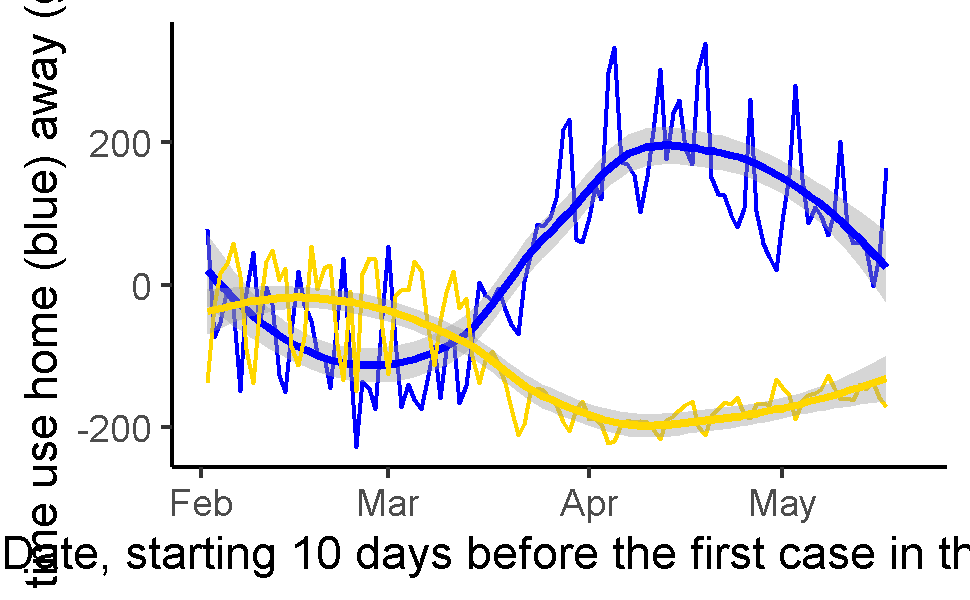 time use home (blue) away (
200
0
-200
Feb Mar Apr May
Date, starting 10 days before the first case in th